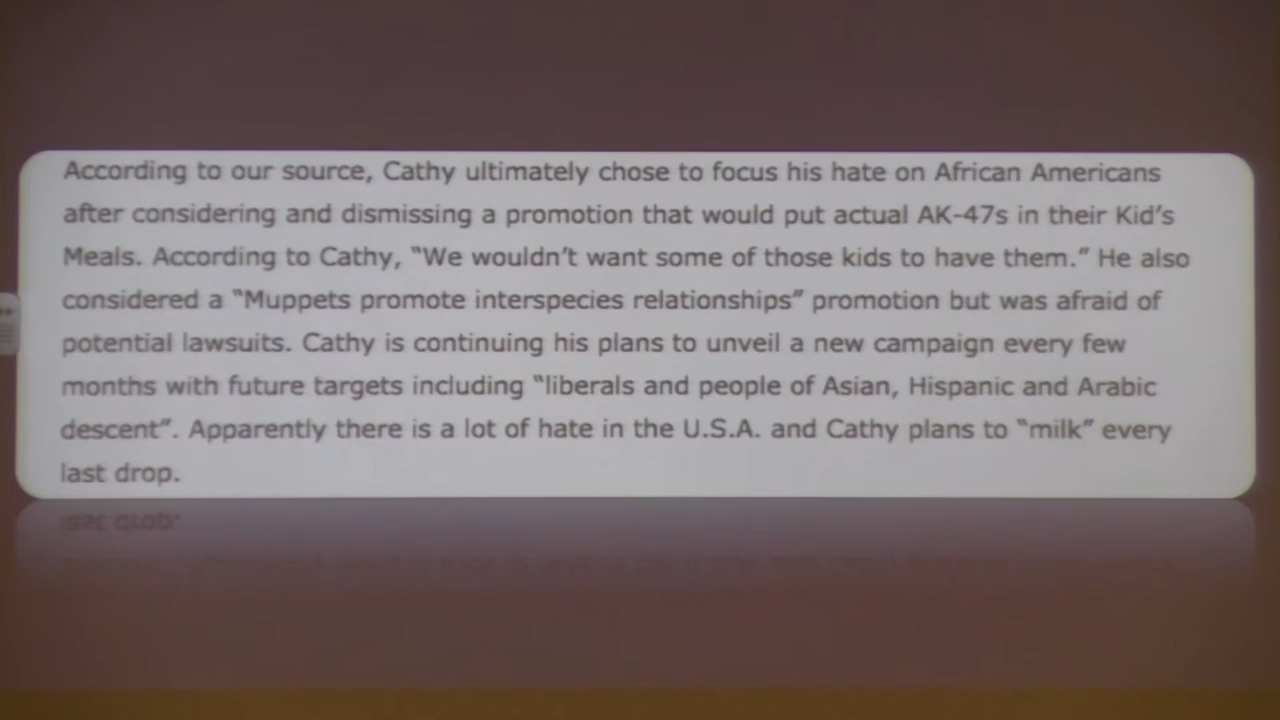 According to our source, Cathy ultimately chose to focus his hate on African Americans
after considering and dismissing a promotion that would put actual AK-47s in their Kid's
Meals. According to Cathy, "We wouldn't want some of those kids to have them." He also
considered a "Muppets promote interspecies relationships" promotion but was afraid of
potential lawsuits. Cathy is continuing his plans to unveil a new campaign every few
months with future targets including "liberals and people of Asian, Hispanic and Arabic
descent". Apparently there is a lot of hate in the U.S.A. and Cathy plans to "milk" every
last drop.